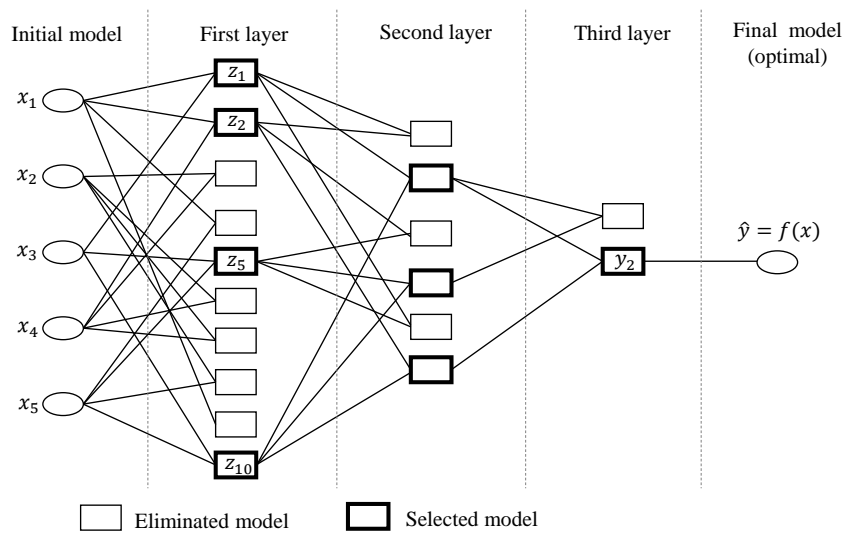 Initial model
First layer
Second layer
Third layer
Final model
(optimal)
x₁
x₂
x₃
x₄
x₅
z₁
z₂
z₅
z₁₀
y₂
ŷ = f(x)
Eliminated model
Selected model